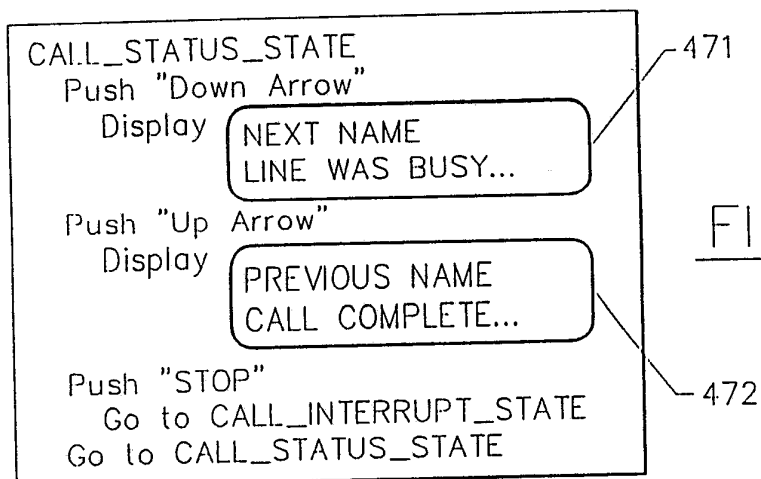 CALL_STATUS_STATE
Push "Down Arrow"
Display
NEXT NAME
LINE WAS BUSY...
471
Push "Up Arrow"
Display
PREVIOUS NAME
CALL COMPLETE...
472
Push "STOP"
Go to CALL_INTERRUPT_STATE
Go to CALL_STATUS_STATE
FI